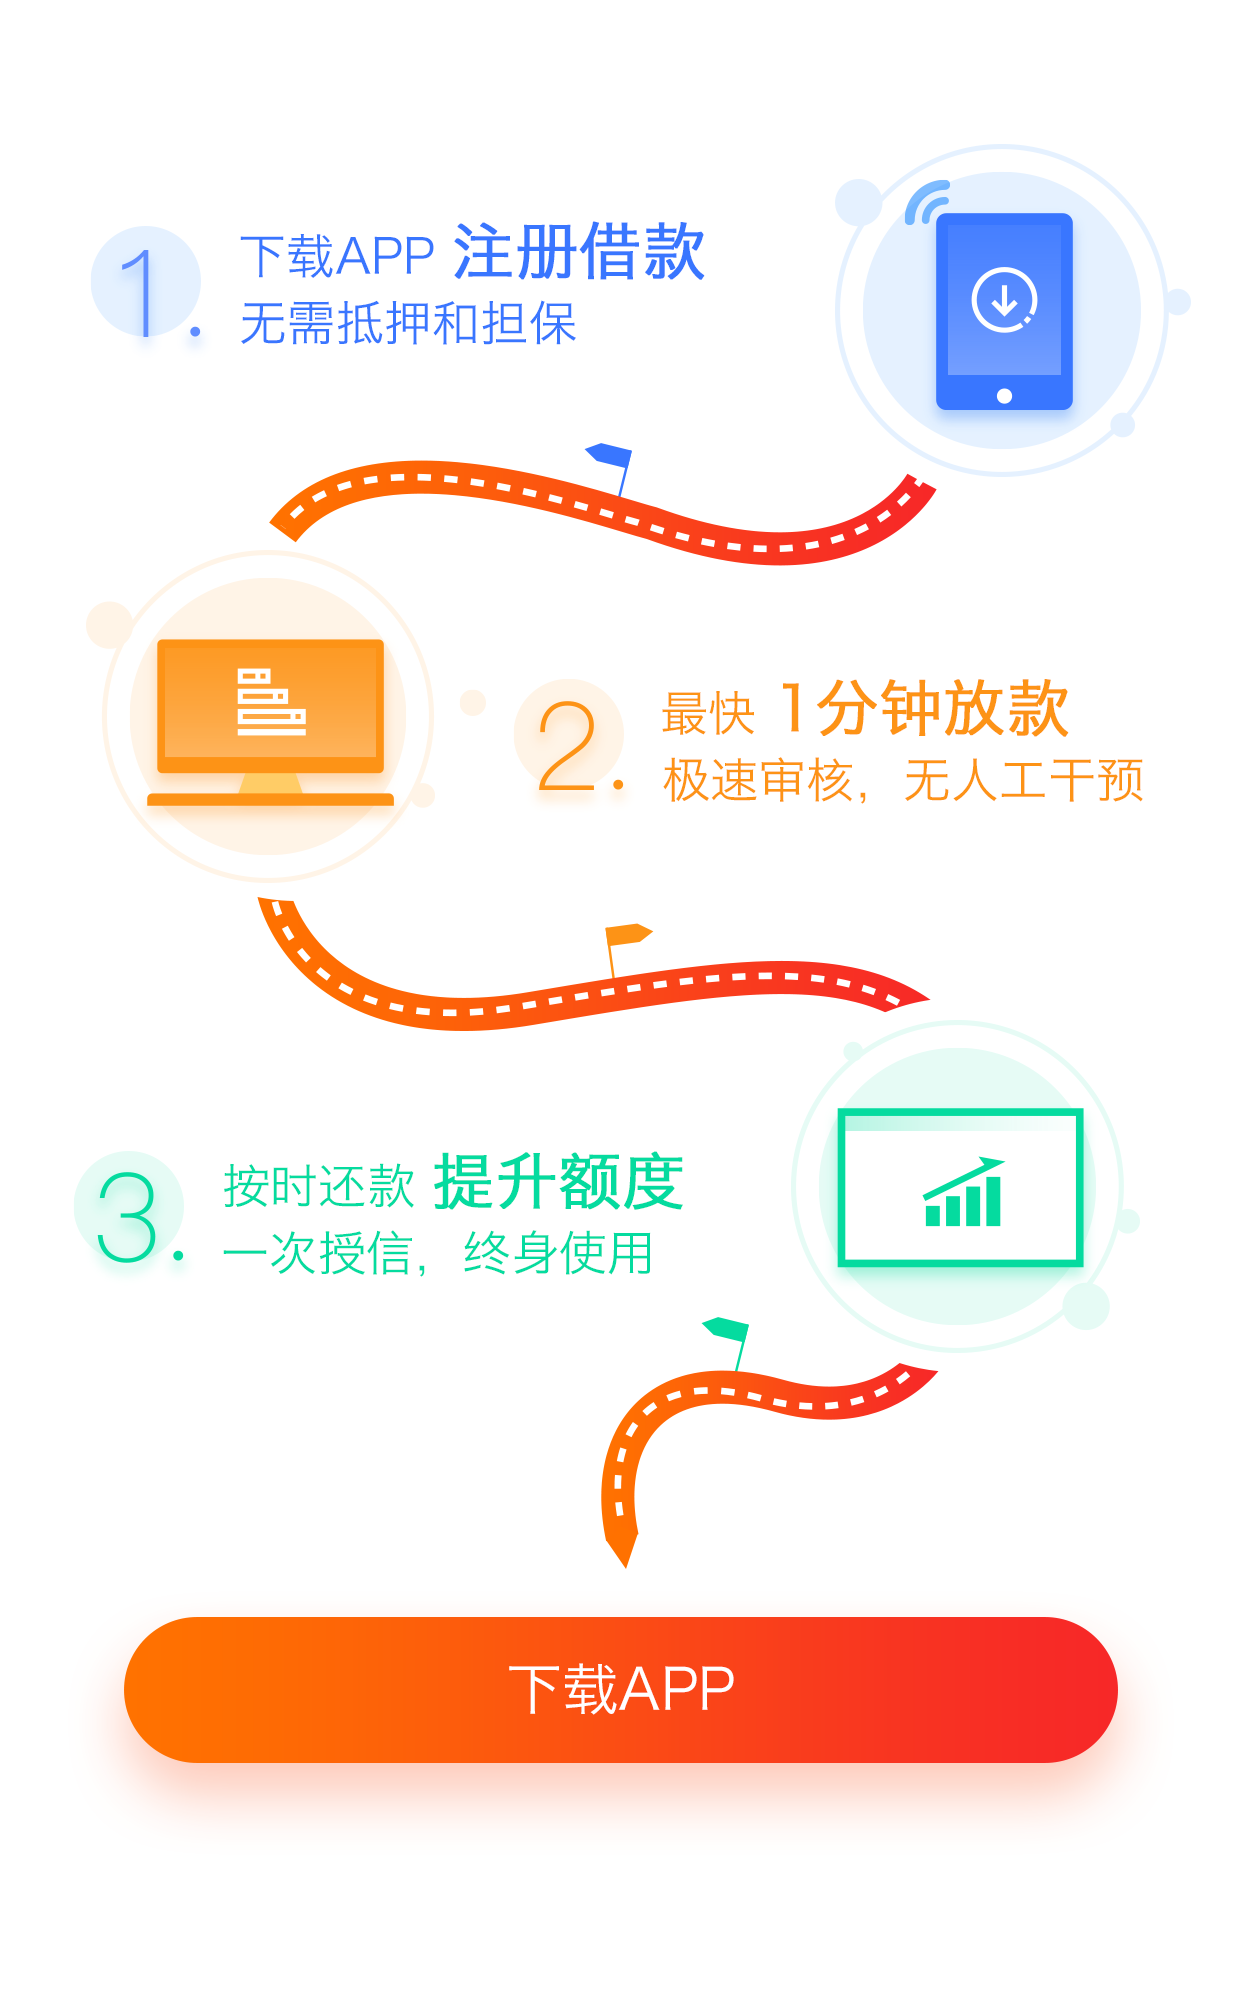 1.
下载APP 注册借款
无需抵押和担保
2.
最快 1分钟放款
极速审核，无人工干预
3.
按时还款 提升额度
一次授信，终身使用
下载APP